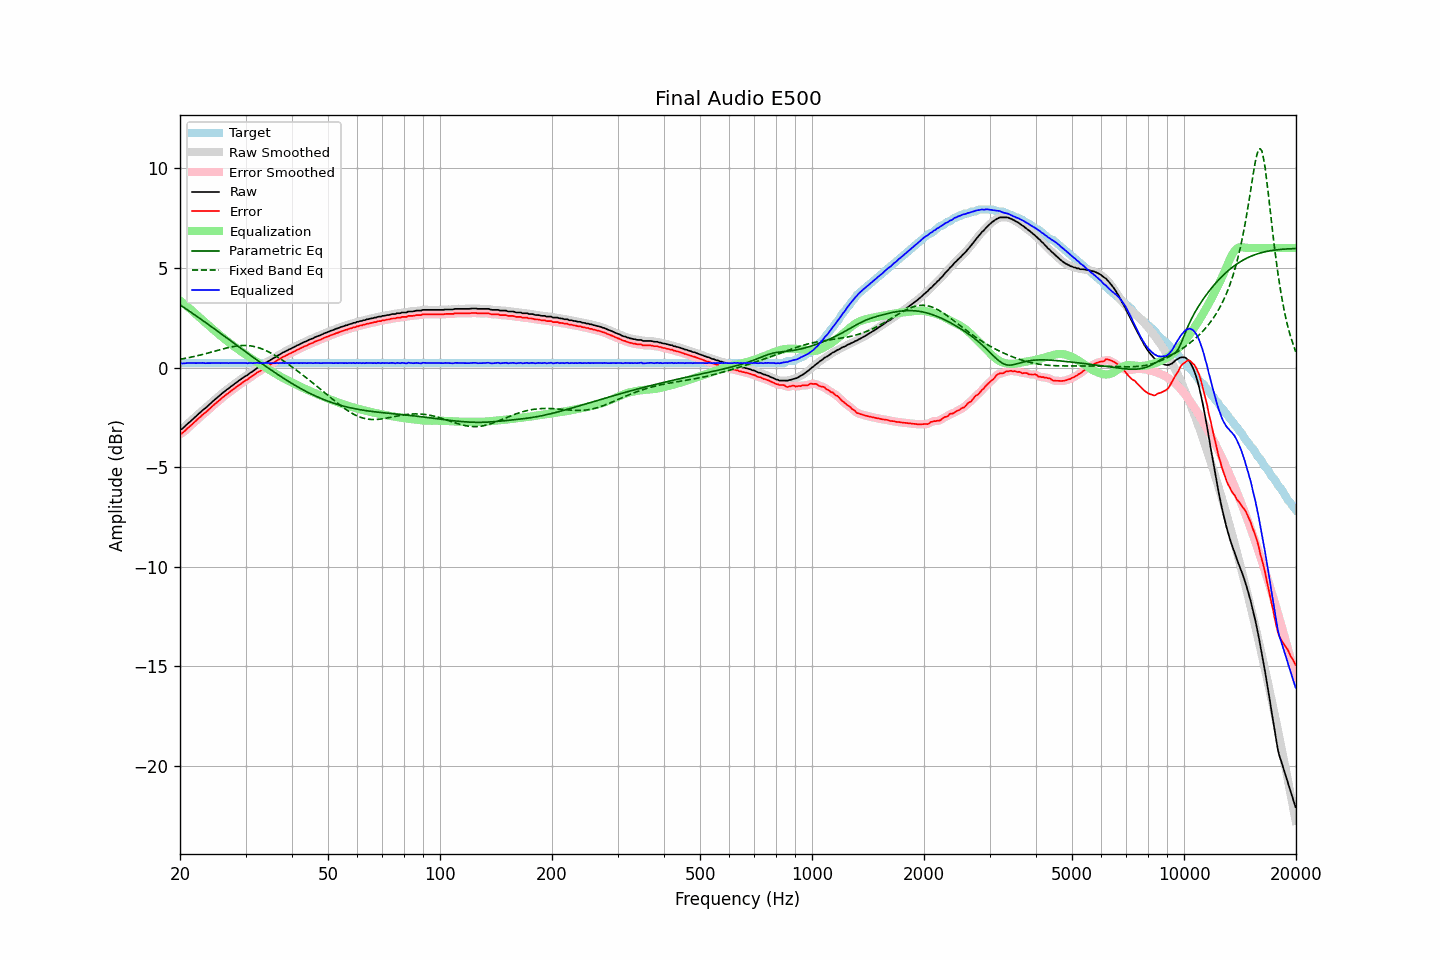 Final Audio E500
Target
Raw Smoothed
Error Smoothed
Raw
Error
Equalization
Parametric Eq
Fixed Band Eq
Equalized
10
5
0
−5
−10
−15
−20
Amplitude (dBr)
20 50 100 200 500 1000 2000 5000 10000 20000
Frequency (Hz)